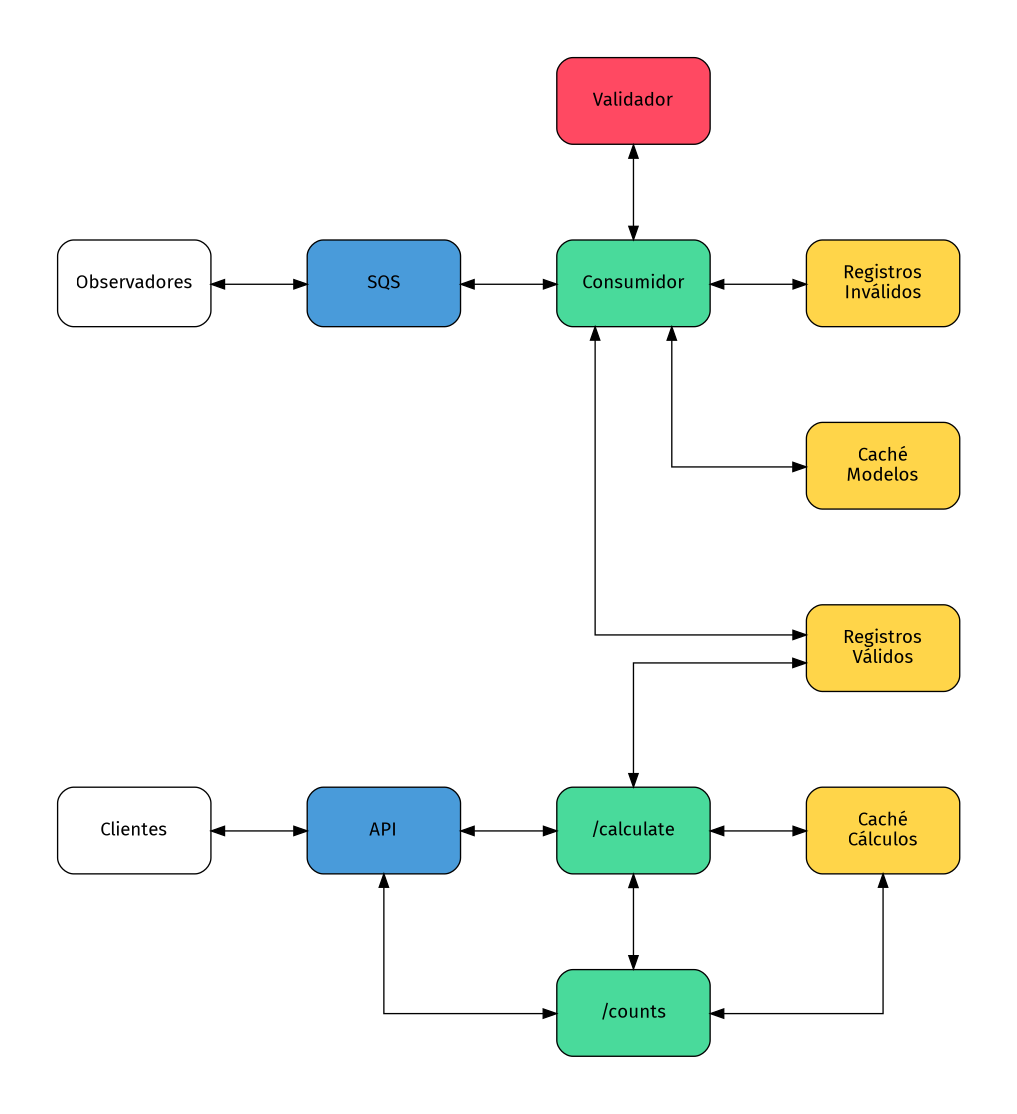 Validador
Observadores
SQS
Consumidor
Registros
Inválidos
Caché
Modelos
Registros
Válidos
Clientes
API
/calculate
Caché
Cálculos
/counts